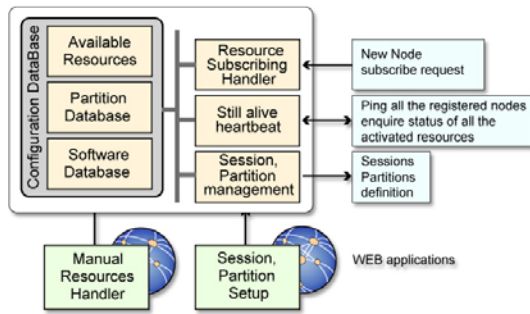 Configuration DataBase
Available
Resources
Partition
Database
Software
Database
Resource
Subscribing
Handler
Still alive
heartbeat
Session,
Partition
management
New Node
subscribe request
Ping all the registered nodes
enquire status of all the
activated resources
Sessions
Partitions
definition
Manual
Resources
Handler
Session,
Partition
Setup
WEB applications